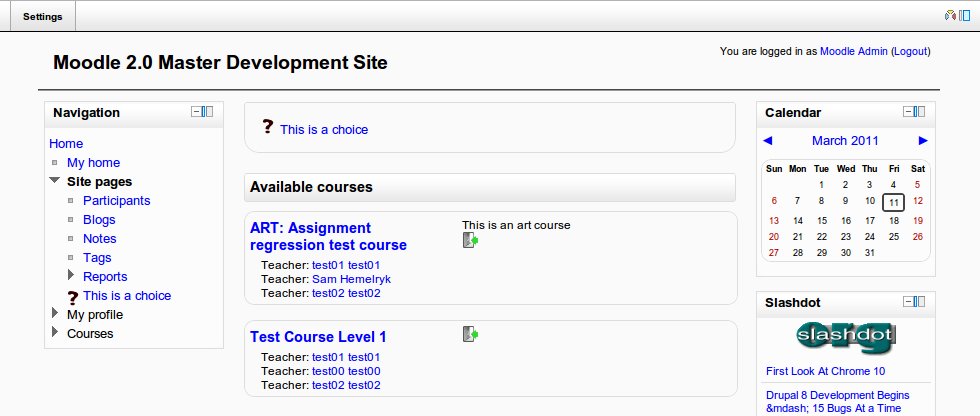 Settings
You are logged in as Moodle Admin (Logout)
Moodle 2.0 Master Development Site
Navigation
Home
My home
Site pages
Participants
Blogs
Notes
Tags
Reports
This is a choice
My profile
Courses
This is a choice
Available courses
ART: Assignment
regression test course
Teacher: test01 test01
Teacher: Sam Hemelryk
Teacher: test02 test02
This is an art course
Test Course Level 1
Teacher: test01 test01
Teacher: test00 test00
Teacher: test02 test02
Calendar
◄ March 2011 ►
Sun Mon Tue Wed Thu Fri Sat
1 2 3 4 5
6 7 8 9 10 11 12
13 14 15 16 17 18 19
20 21 22 23 24 25 26
27 28 29 30 31
Slashdot
slashdot
org
First Look At Chrome 10
Drupal 8 Development Begins
&mdash; 15 Bugs At a Time